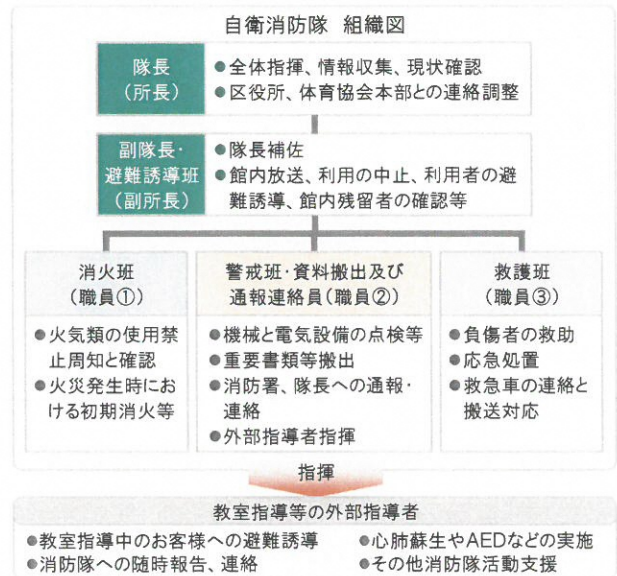 自衛消防隊 組織図
隊長
(所長)
●全体指揮、情報収集、現状確認
●区役所、体育協会本部との連絡調整
副隊長・
避難誘導班
(副所長)
●隊長補佐
●館内放送、利用の中止、利用者の避
難誘導、館内残留者の確認等
消火班
(職員①)
●火気類の使用禁
止周知と確認
●火災発生時にお
ける初期消火等
警戒班・資料搬出及び
通報連絡員(職員②)
●機械と電気設備の点検等
●重要書類等搬出
●消防署、隊長への通報・
連絡
●外部指導者指揮
救護班
(職員③)
●負傷者の救助
●応急処置
●救急車の連絡と
搬送対応
指揮
教室指導等の外部指導者
●教室指導中のお客様への避難誘導
●消防隊への随時報告、連絡
●心肺蘇生やAEDなどの実施
●その他消防隊活動支援